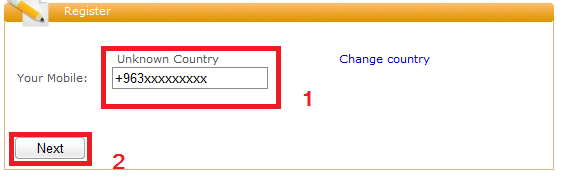 Register
Unknown Country
Change country
Your Mobile:
+963xxxxxxxxx
1
Next
2